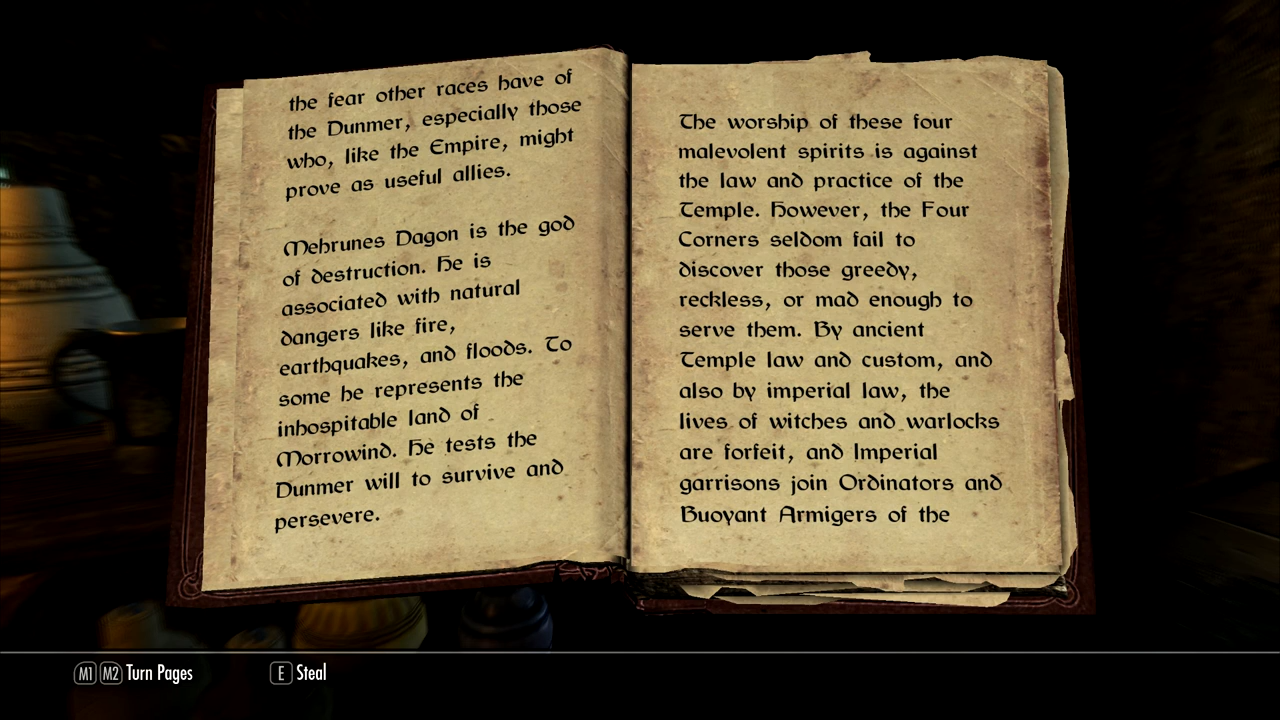 the fear other races have of
the Dunmer, especially those
who, like the Empire, might
prove as useful allies.
Mehrunes Dagon is the god
of destruction. He is
associated with natural
dangers like fire,
earthquakes, and floods. To
some he represents the
inhospitable land of
Morrowind. He tests the
Dunmer will to survive and
persevere.
The worship of these four
malevolent spirits is against
the law and practice of the
Temple. However, the Four
Corners seldom fail to
discover those greedy,
reckless, or mad enough to
serve them. By ancient
Temple law and custom, and
also by imperial law, the
lives of witches and warlocks
are forfeit, and Imperial
garrisons join Ordinators and
Buoyant Armigers of the
M1 M2 Turn Pages
E Steal